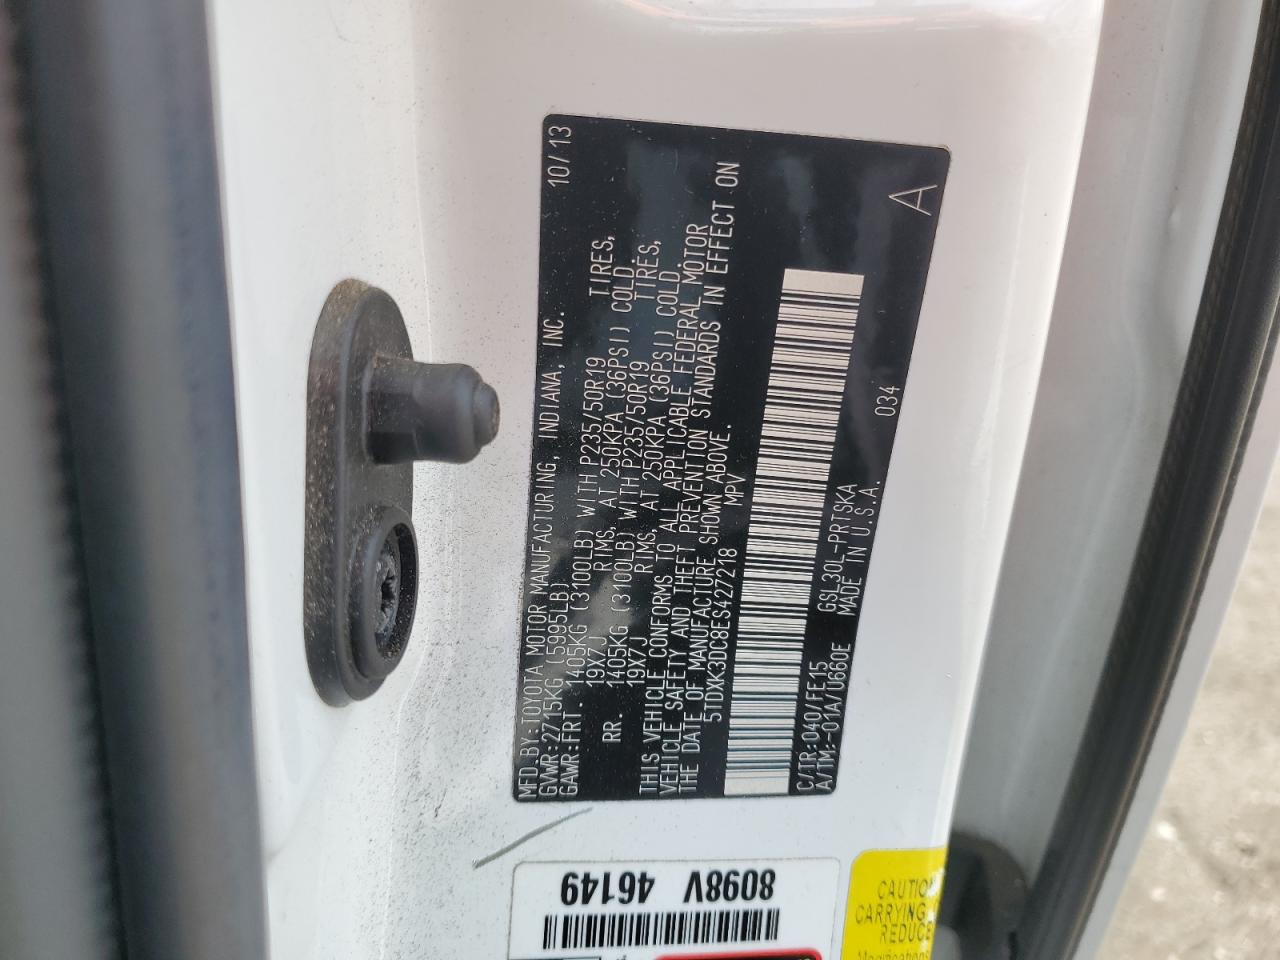 MFD.BY:TOYOTA MOTOR MANUFACTURING, INDIANA, INC. 10/13
GVWR:2715KG (5995LB)
GAWR:FRT. 1405KG (3100LB) WITH P235/50R19 TIRES,
19X7J RIMS, AT 250KPA (36PSI) COLD.
RR. 1405KG (3100LB) WITH P235/50R19 TIRES,
19X7J RIMS, AT 250KPA (36PSI) COLD.
THIS VEHICLE CONFORMS TO ALL APPLICABLE FEDERAL MOTOR
VEHICLE SAFETY AND THEFT PREVENTION STANDARDS IN EFFECT ON
THE DATE OF MANUFACTURE SHOWN ABOVE.
5TDXK3DC8ES427218 MPV
C/TR:040/FE15 GSL30L-PRTSKA 034
A/TM:-01A/U660E MADE IN U.S.A. A
8098V 46149
CAUTION
CARRYING
REDUCE
Modifications